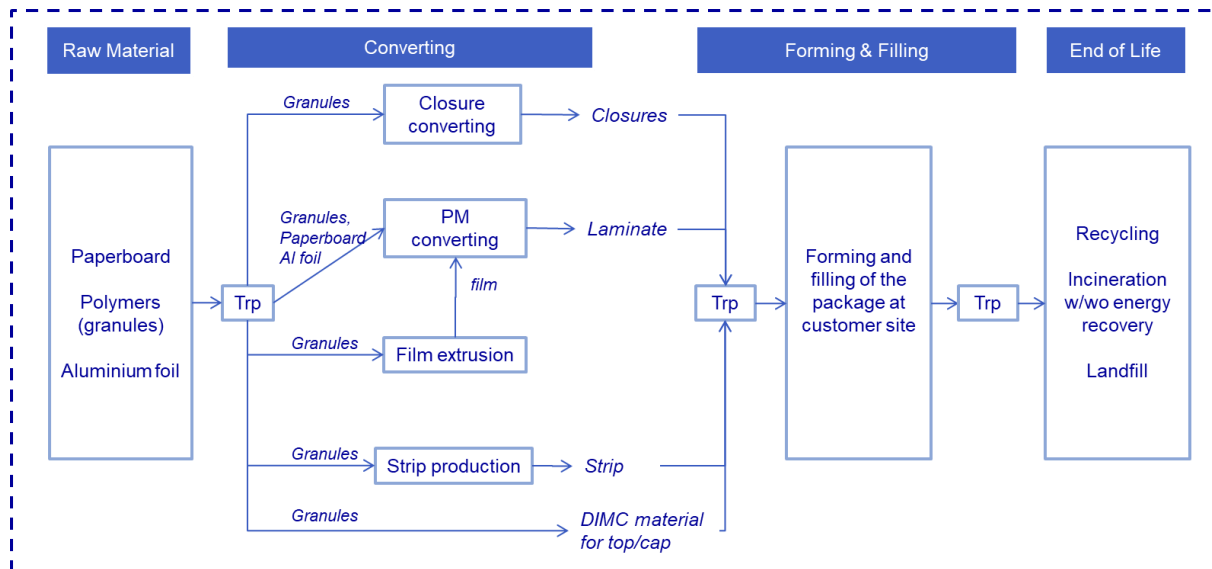 Raw Material
Converting
Forming & Filling
End of Life
Granules
Closure
converting
Closures
Granules,
Paperboard
Al foil
PM
converting
Laminate
film
Paperboard
Polymers
(granules)
Aluminium foil
Trp
Granules
Film extrusion
Trp
Forming and
filling of the
package at
customer site
Trp
Recycling
Incineration
w/wo energy
recovery
Landfill
Granules
Strip production
Strip
Granules
DIMC material
for top/cap